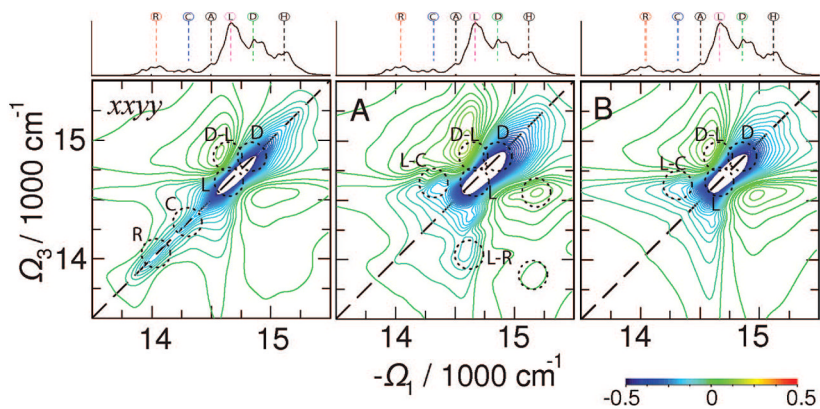 R C A L D H R C A L D H R C A L D H
xxyy A B
D-L D D-L D D-L D
L-C L-C
15
L L L
C
R
L-R
14
Ω₃ / 1000 cm⁻¹
14 15 14 15 14 15
-Ω₁ / 1000 cm⁻¹
-0.5 0 0.5